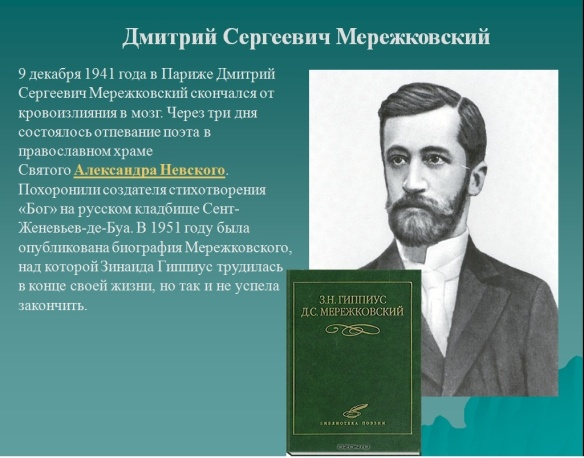 Дмитрий Сергеевич Мережковский
9 декабря 1941 года в Париже Дмитрий
Сергеевич Мережковский скончался от
кровоизлияния в мозг. Через три дня
состоялось отпевание поэта в
православном храме
Святого Александра Невского.
Похоронили создателя стихотворения
«Бог» на русском кладбище Сент-
Женевьев-де-Буа. В 1951 году была
опубликована биография Мережковского,
над которой Зинаида Гиппиус трудилась
в конце своей жизни, но так и не успела
закончить.
З.Н. ГИППИУС
Д.С. МЕРЕЖКОВСКИЙ
БИБЛИОТЕКА ПОЭТА